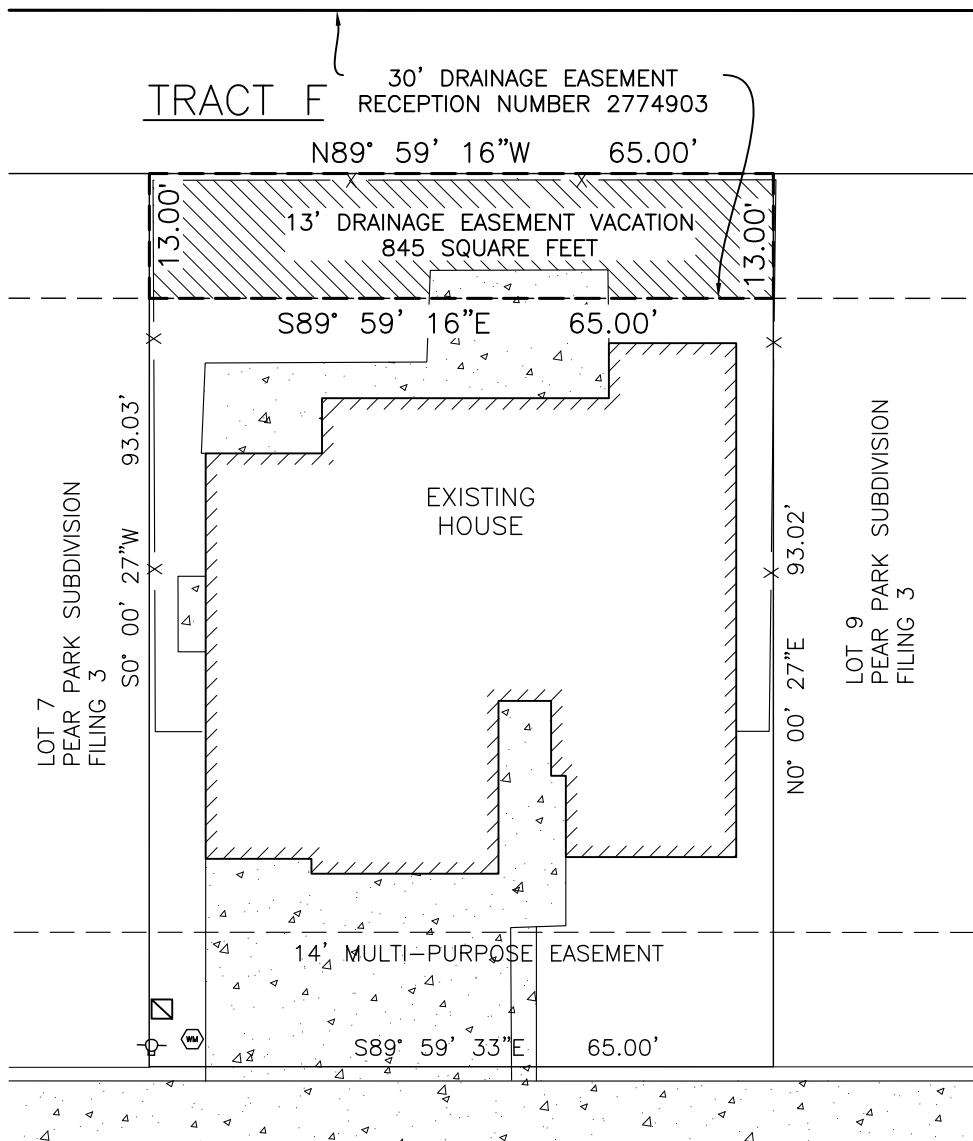 30' DRAINAGE EASEMENT
RECEPTION NUMBER 2774903
TRACT F
N89° 59' 16"W 65.00'
13.00'
13' DRAINAGE EASEMENT VACATION
845 SQUARE FEET
13.00'
S89° 59' 16"E 65.00'
LOT 7
PEAR PARK SUBDIVISION
FILING 3
S0° 00' 27"W 93.03'
EXISTING
HOUSE
N0° 00' 27"E 93.02'
LOT 9
PEAR PARK SUBDIVISION
FILING 3
14' MULTI-PURPOSE EASEMENT
WM
S89° 59' 33"E 65.00'